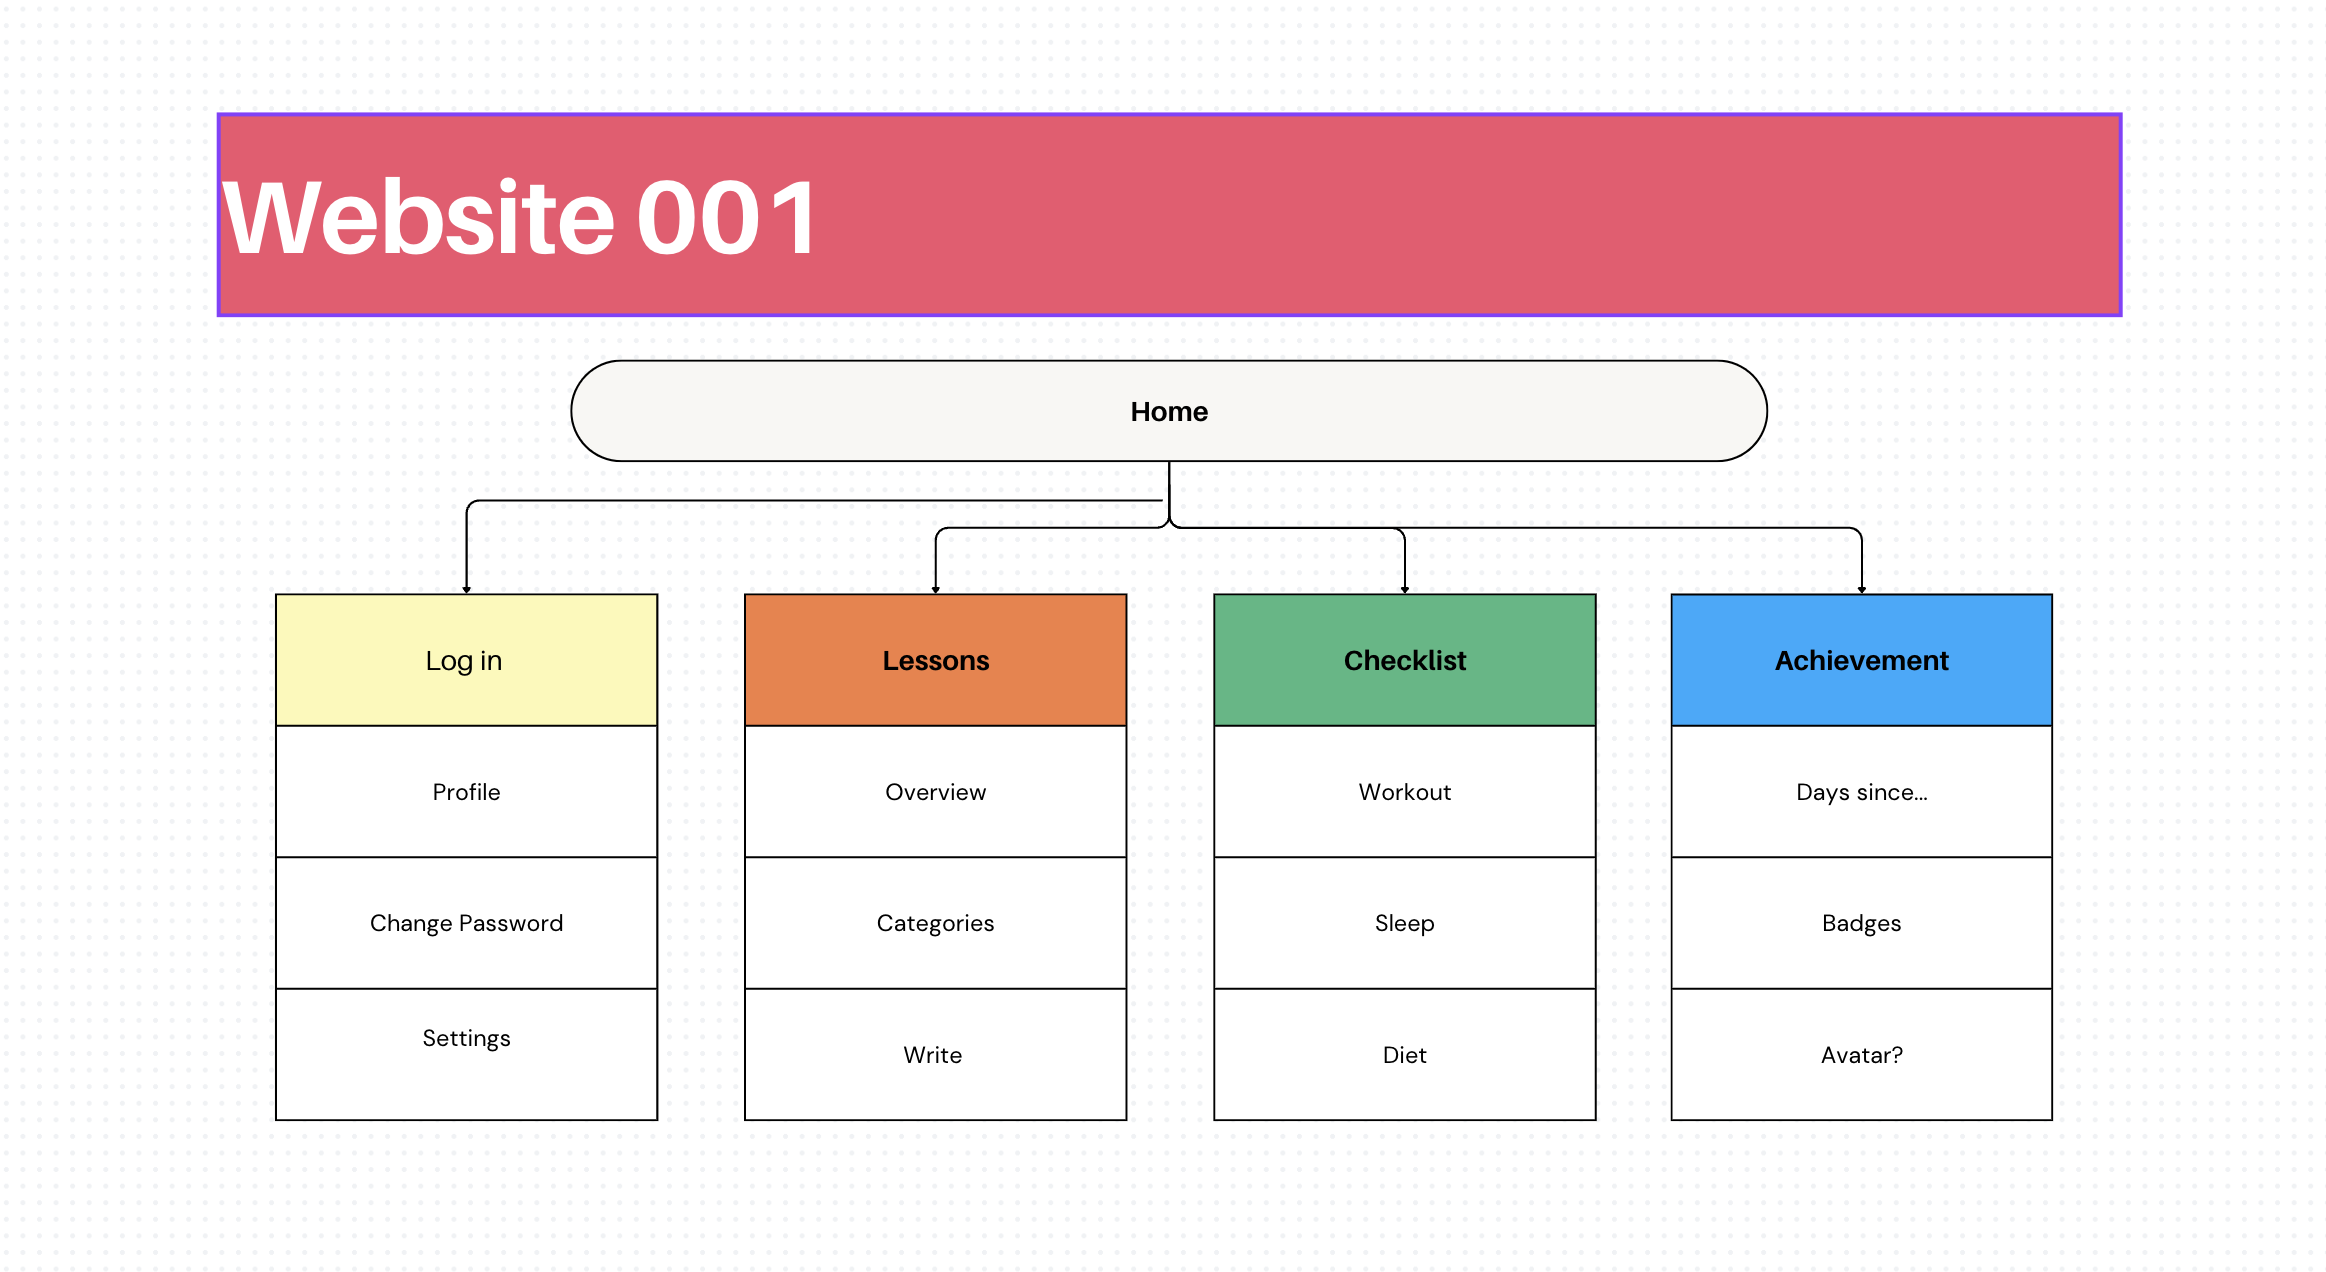 Website 001
Home
Log in
Profile
Change Password
Settings
Lessons
Overview
Categories
Write
Checklist
Workout
Sleep
Diet
Achievement
Days since...
Badges
Avatar?